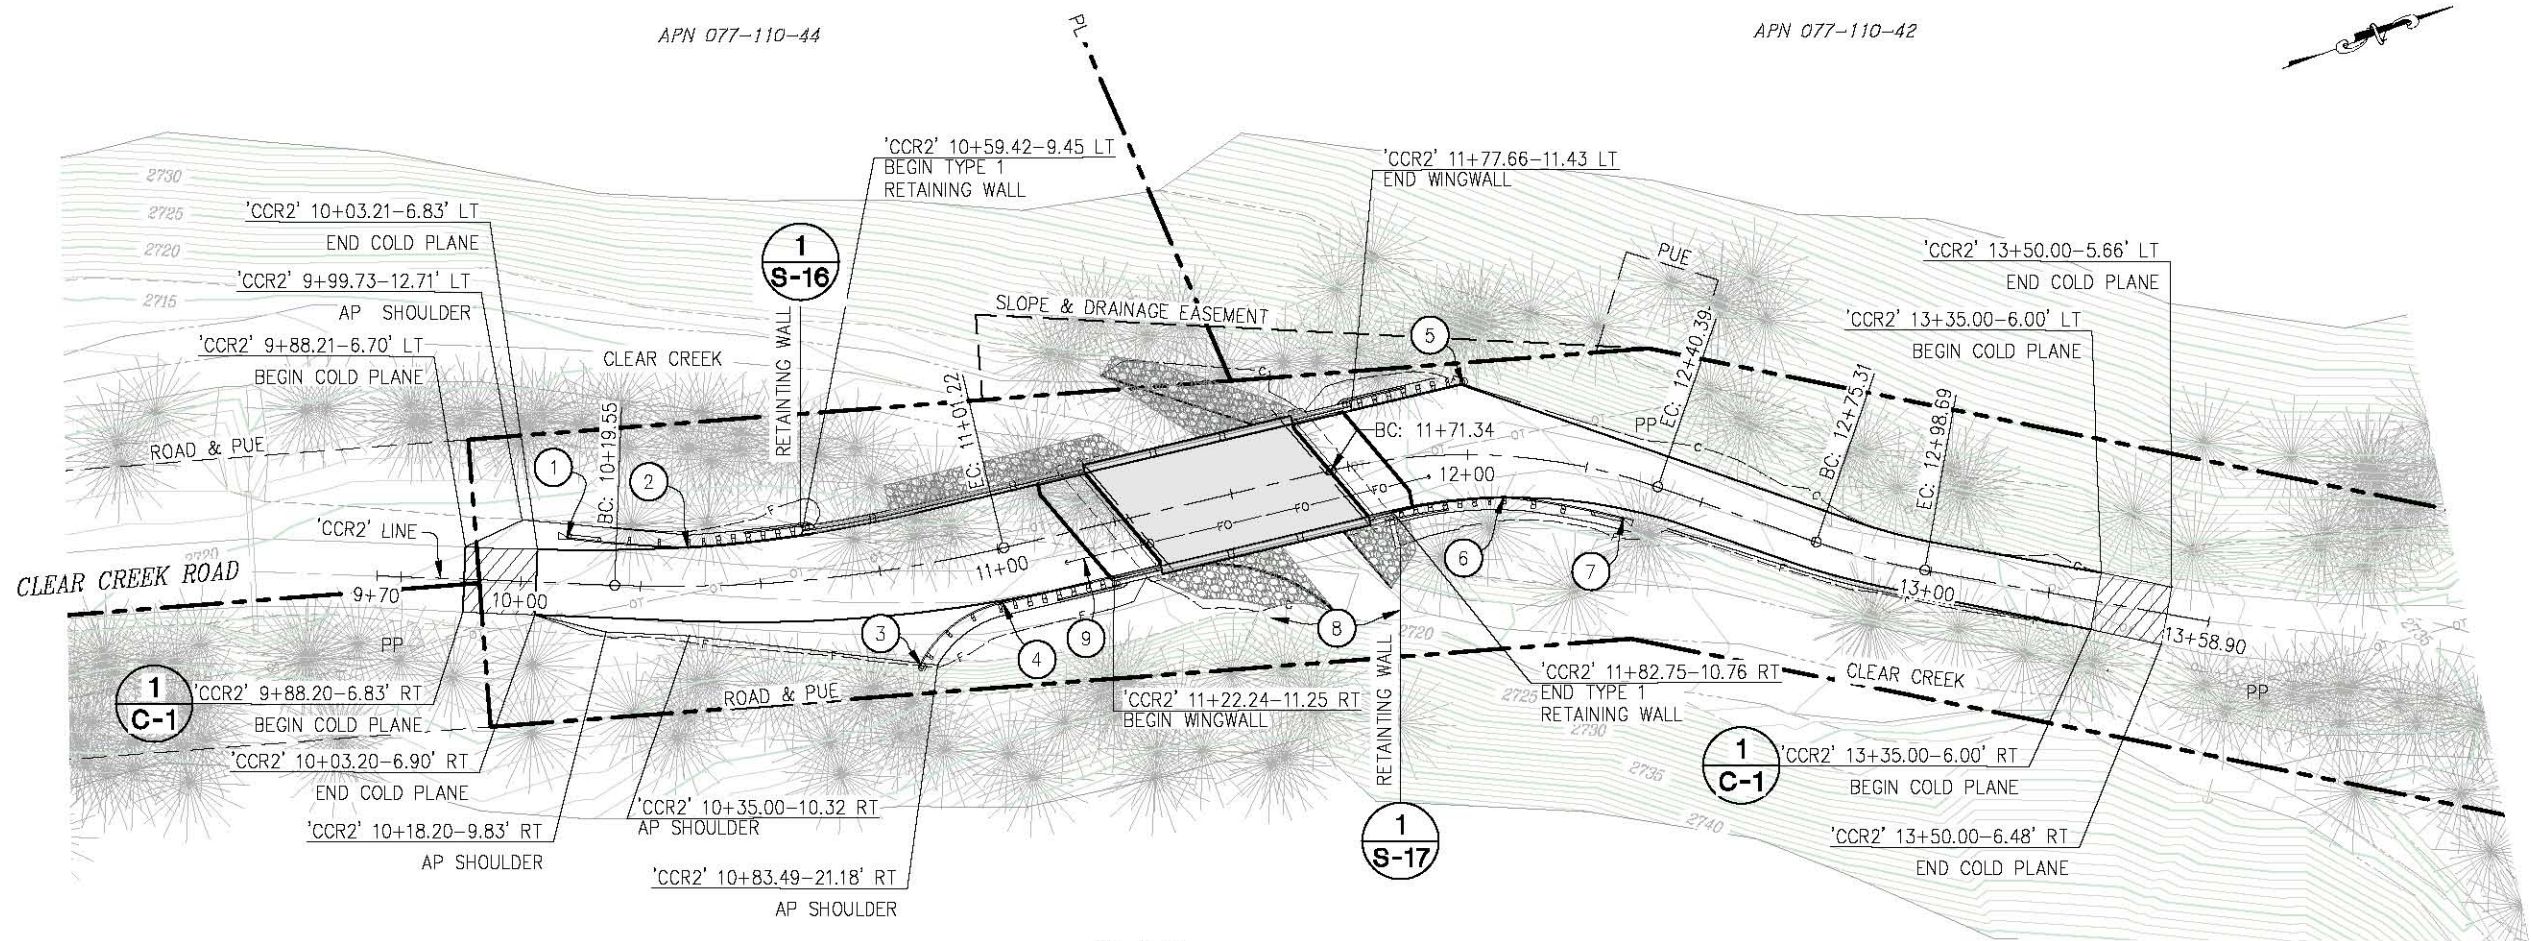 APN 077-110-44
PL
APN 077-110-42
'CCR2' 10+59.42-9.45 LT
BEGIN TYPE 1
RETAINING WALL
'CCR2' 11+77.66-11.43 LT
END WINGWALL
2730
2725
2720
2715
'CCR2' 10+03.21-6.83' LT
END COLD PLANE
'CCR2' 9+99.73-12.71' LT
AP SHOULDER
'CCR2' 9+88.21-6.70' LT
BEGIN COLD PLANE
1
S-16
RETAINTING WALL
CLEAR CREEK
SLOPE & DRAINAGE EASEMENT
PUE
'CCR2' 13+50.00-5.66' LT
END COLD PLANE
'CCR2' 13+35.00-6.00' LT
BEGIN COLD PLANE
5
EC: 12+40.39
BC: 12+75.31
EC: 12+98.69
PP
C
C
C
ROAD & PUE
1
BC: 10+19.55
2
F
EC: 11+01.22
C
OT
BC: 11+71.34
OT
12+00
FO
FO
FO
OT
'CCR2' LINE
2720
CLEAR CREEK ROAD
9+70
10+00
OT
OT
11+00
6
7
F
13+00
C
13+58.90
2735
OT
PP
F
F
3
F
4
9
F
C
8
2720
RETAINTING WALL
CLEAR CREEK
PP
1
C-1
'CCR2' 9+88.20-6.83' RT
BEGIN COLD PLANE
ROAD & PUE
'CCR2' 11+22.24-11.25 RT
BEGIN WINGWALL
'CCR2' 11+82.75-10.76 RT
END TYPE 1
RETAINING WALL
2725
2730
2735
2740
'CCR2' 10+03.20-6.90' RT
END COLD PLANE
'CCR2' 10+18.20-9.83' RT
AP SHOULDER
'CCR2' 10+35.00-10.32 RT
AP SHOULDER
'CCR2' 10+83.49-21.18' RT
AP SHOULDER
1
S-17
1
C-1
'CCR2' 13+35.00-6.00' RT
BEGIN COLD PLANE
'CCR2' 13+50.00-6.48' RT
END COLD PLANE